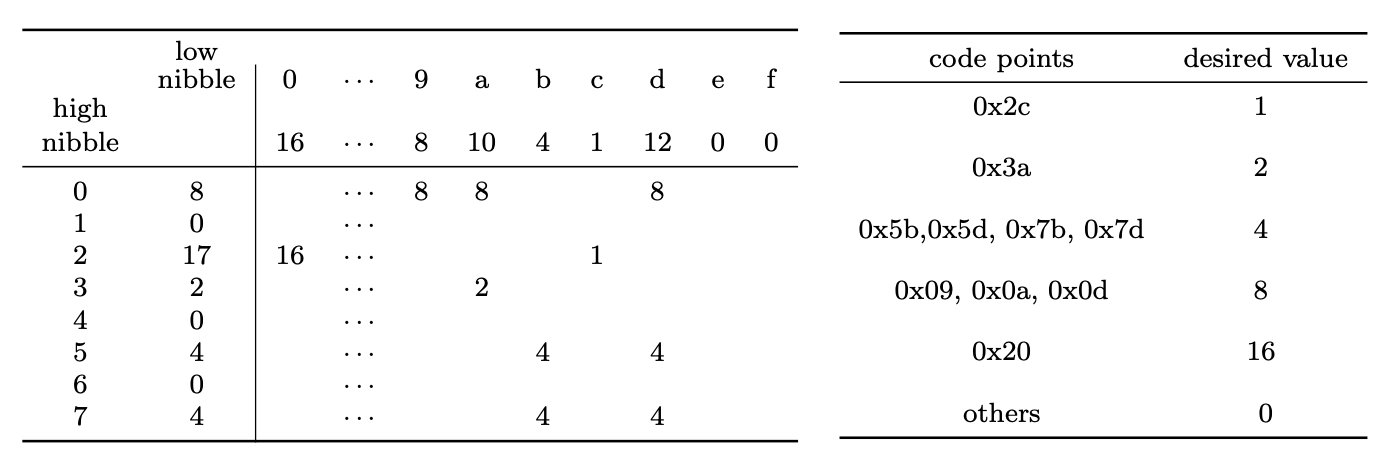 low
nibble 0 ··· 9 a b c d e f
high
nibble 16 ··· 8 10 4 1 12 0 0
0 8 ··· 8 8 8
1 0 ···
2 17 16 ··· 1
3 2 ··· 2
4 0 ···
5 4 ··· 4 4
6 0 ···
7 4 ··· 4 4
code points desired value
0x2c 1
0x3a 2
0x5b,0x5d, 0x7b, 0x7d 4
0x09, 0x0a, 0x0d 8
0x20 16
others 0